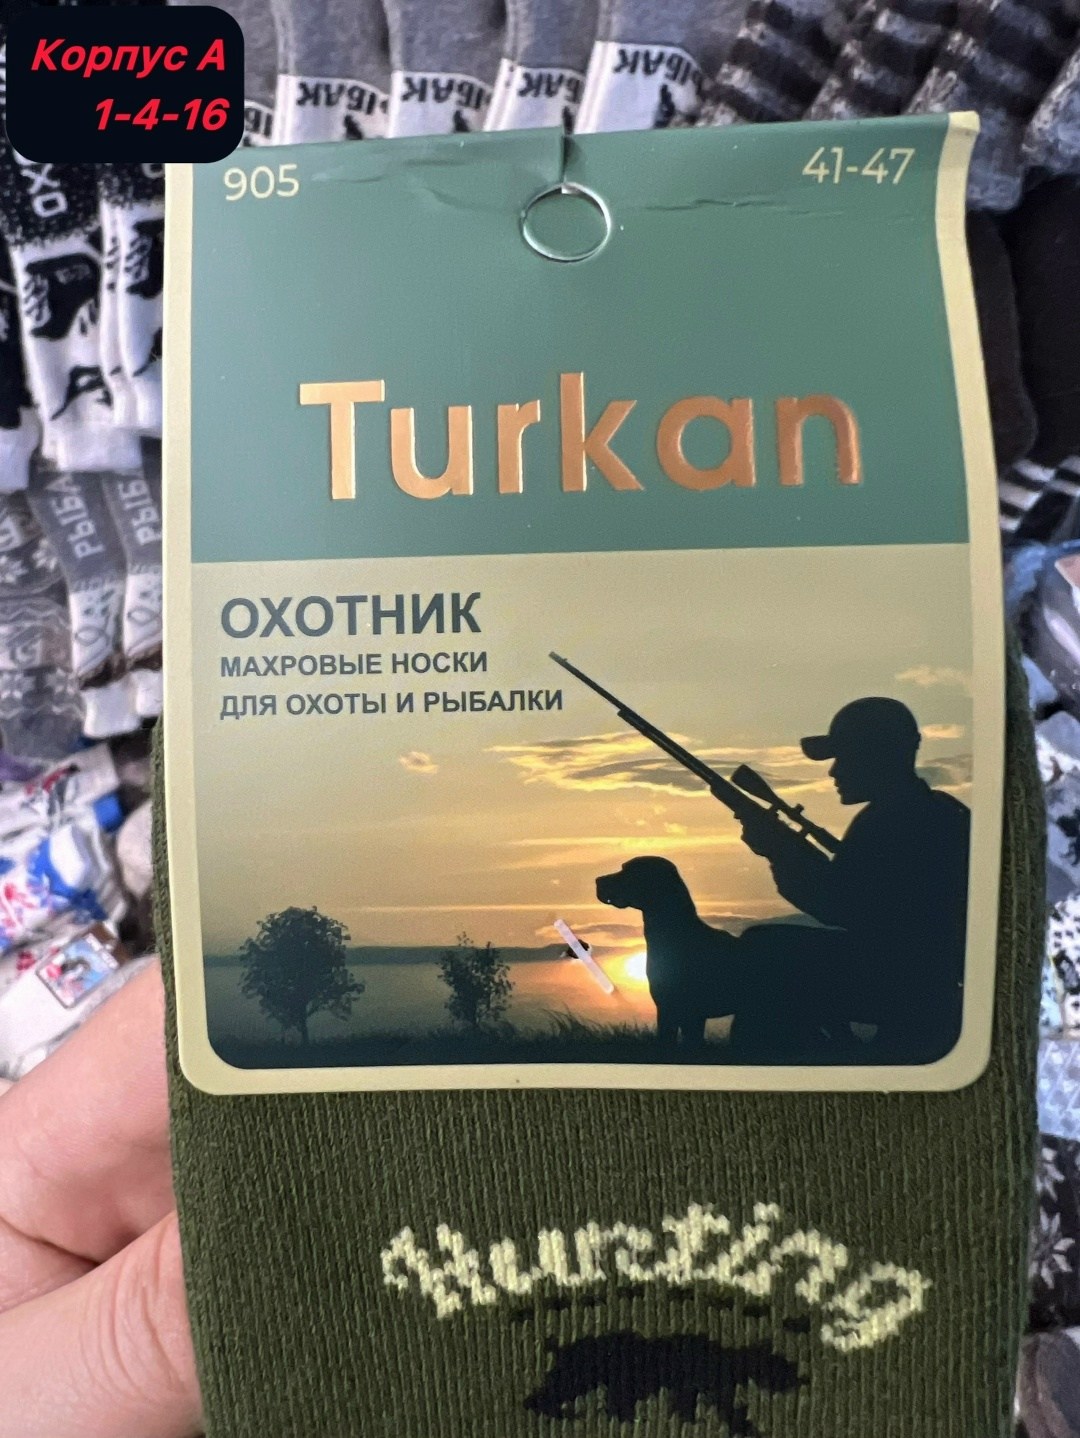 Корпус А
1-4-16
905
41-47
Turkan
ОХОТНИК
МАХРОВЫЕ НОСКИ
ДЛЯ ОХОТЫ И РЫБАЛКИ
Hunting